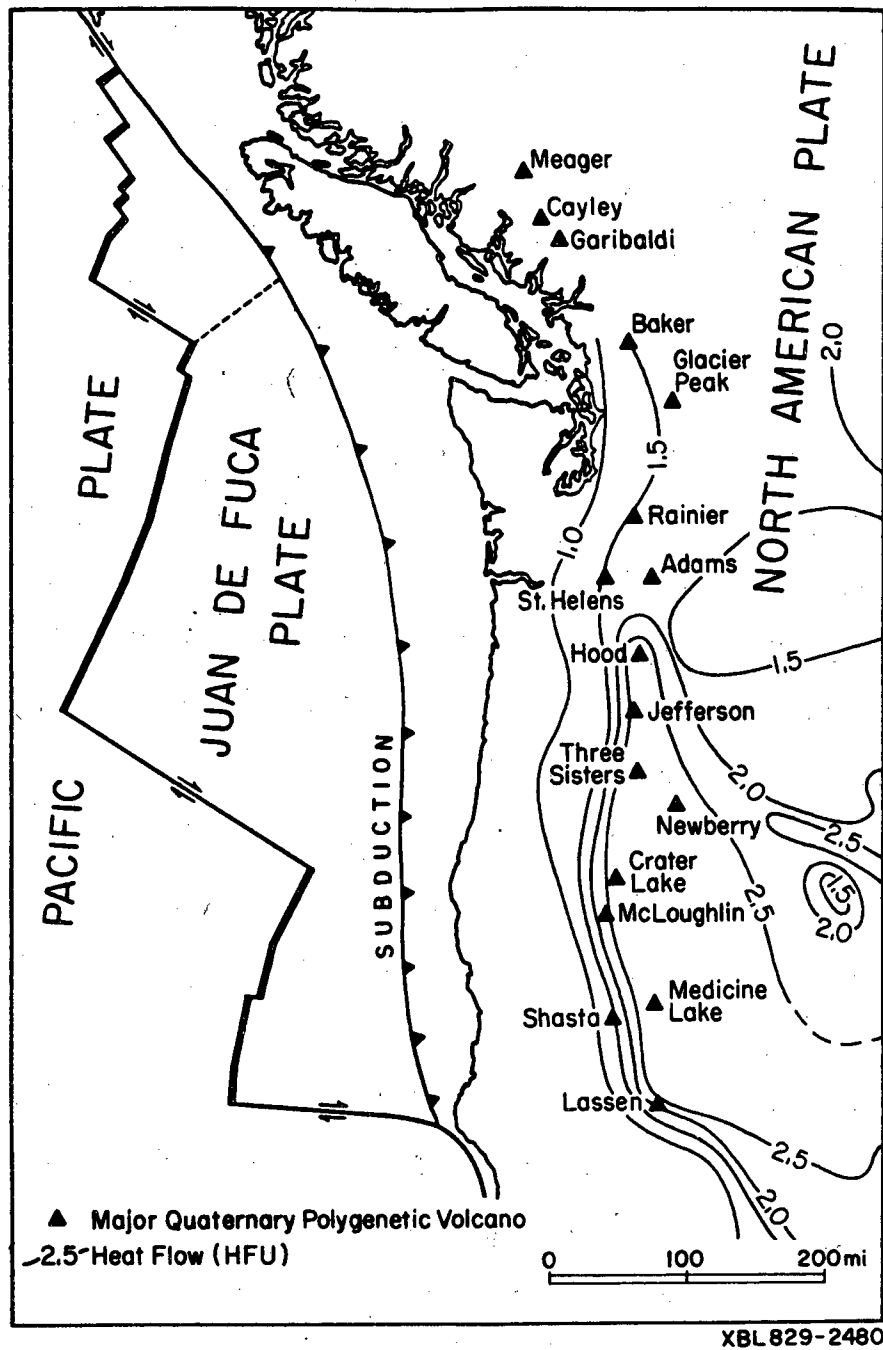 Meager
Cayley
Garibaldi
Baker
Glacier
Peak
NORTH AMERICAN PLATE
2.0
1.5
1.0
Rainier
Adams
St. Helens
PLATE
JUAN DE FUCA
PLATE
Hood
1.5
Jefferson
Three
Sisters
2.0
Newberry
2.5
SUBDUCTION
PACIFIC
Crater
Lake
McLoughlin
2.5
1.5
2.0
Medicine
Lake
Shasta
Lassen
2.5
2.0
▲ Major Quaternary Polygenetic Volcano
2.5 Heat Flow (HFU)
0 100 200 mi
XBL 829-2480